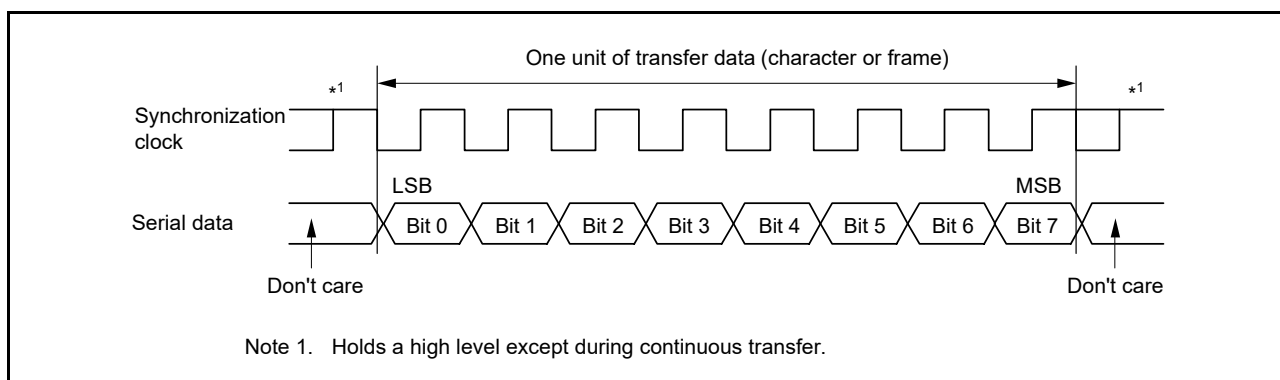 One unit of transfer data (character or frame)
*1 *1
Synchronization
clock
LSB MSB
Serial data Bit 0 Bit 1 Bit 2 Bit 3 Bit 4 Bit 5 Bit 6 Bit 7
Don't care Don't care
Note 1. Holds a high level except during continuous transfer.